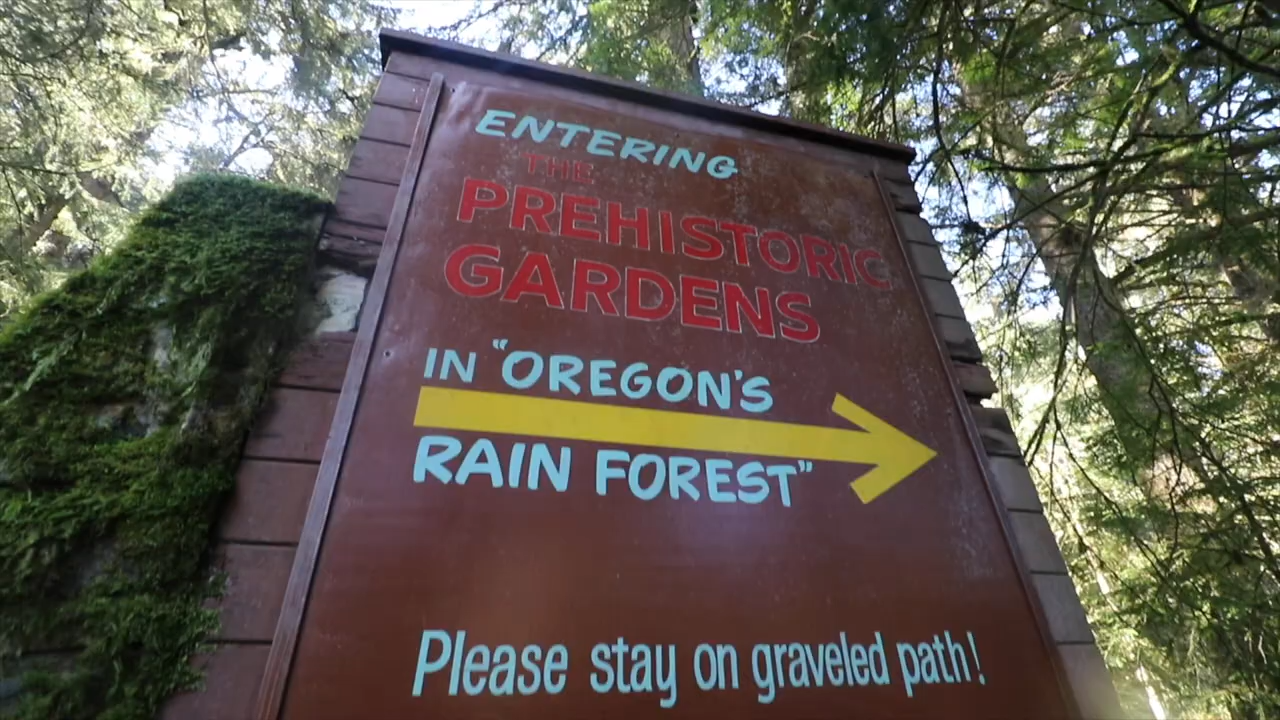 ENTERING
THE
PREHISTORIC
GARDENS
IN "OREGON'S
RAIN FOREST"
Please stay on graveled path!